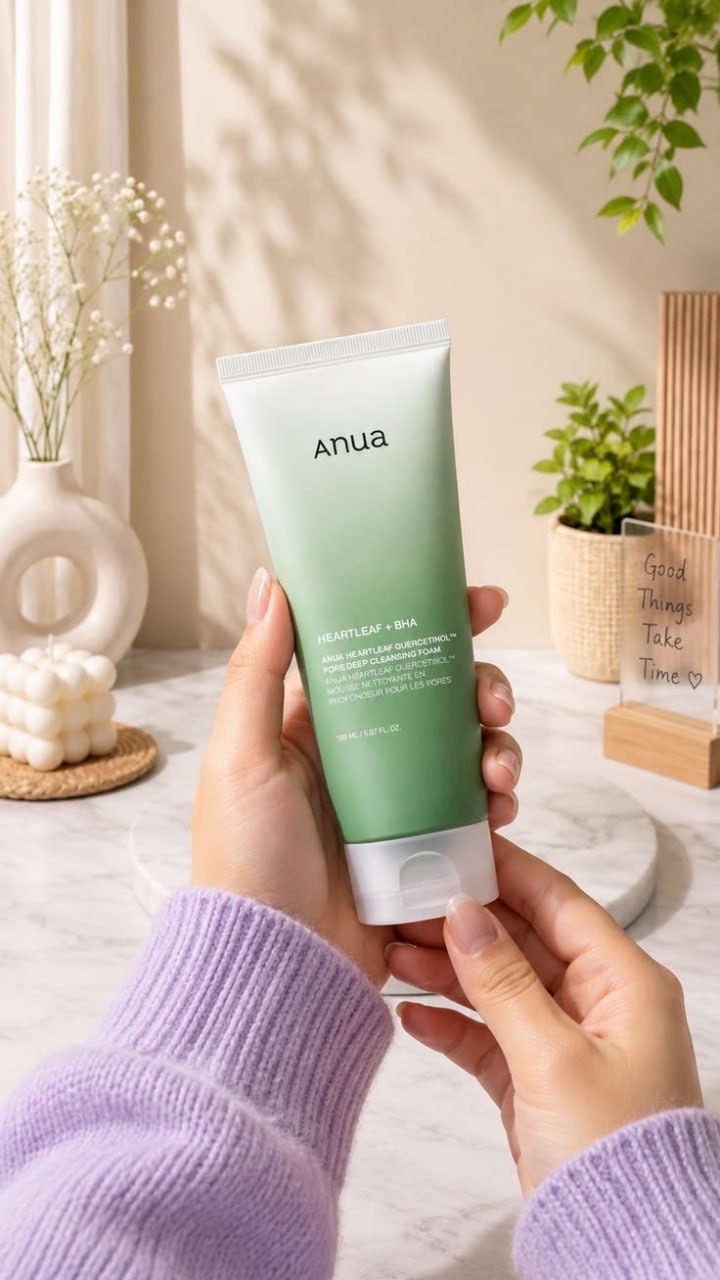 Anua
HEARTLEAF + BHA
ANUA HEARTLEAF QUERCETINOL™
PORE DEEP CLEANSING FOAM
ANUA HEARTLEAF QUERCETINOL™
MOUSSE NETTOYANTE EN
PROFONDEUR POUR LES PORES
150 ML / 5.07 FL. OZ.
Good
Things
Take
Time ♡